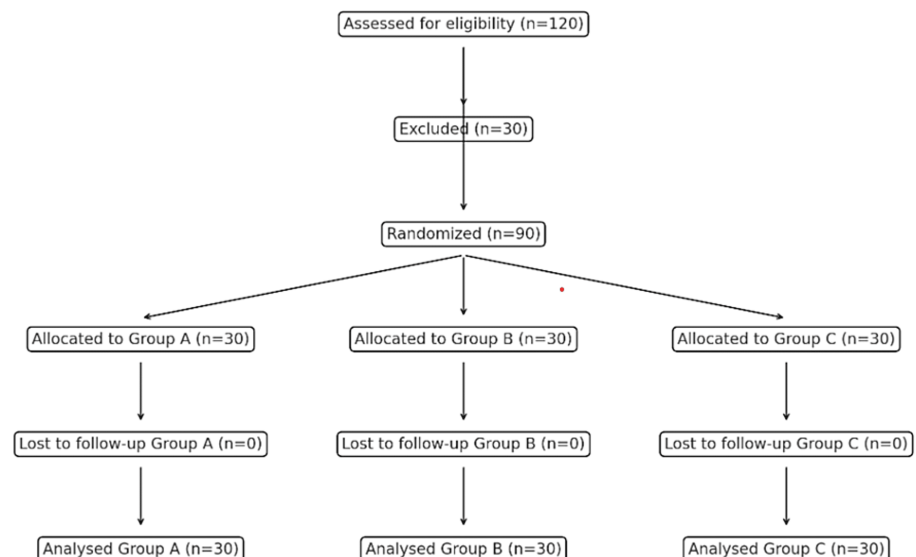 Assessed for eligibility (n=120)
Excluded (n=30)
Randomized (n=90)
Allocated to Group A (n=30)
Allocated to Group B (n=30)
Allocated to Group C (n=30)
Lost to follow-up Group A (n=0)
Lost to follow-up Group B (n=0)
Lost to follow-up Group C (n=0)
Analysed Group A (n=30)
Analysed Group B (n=30)
Analysed Group C (n=30)